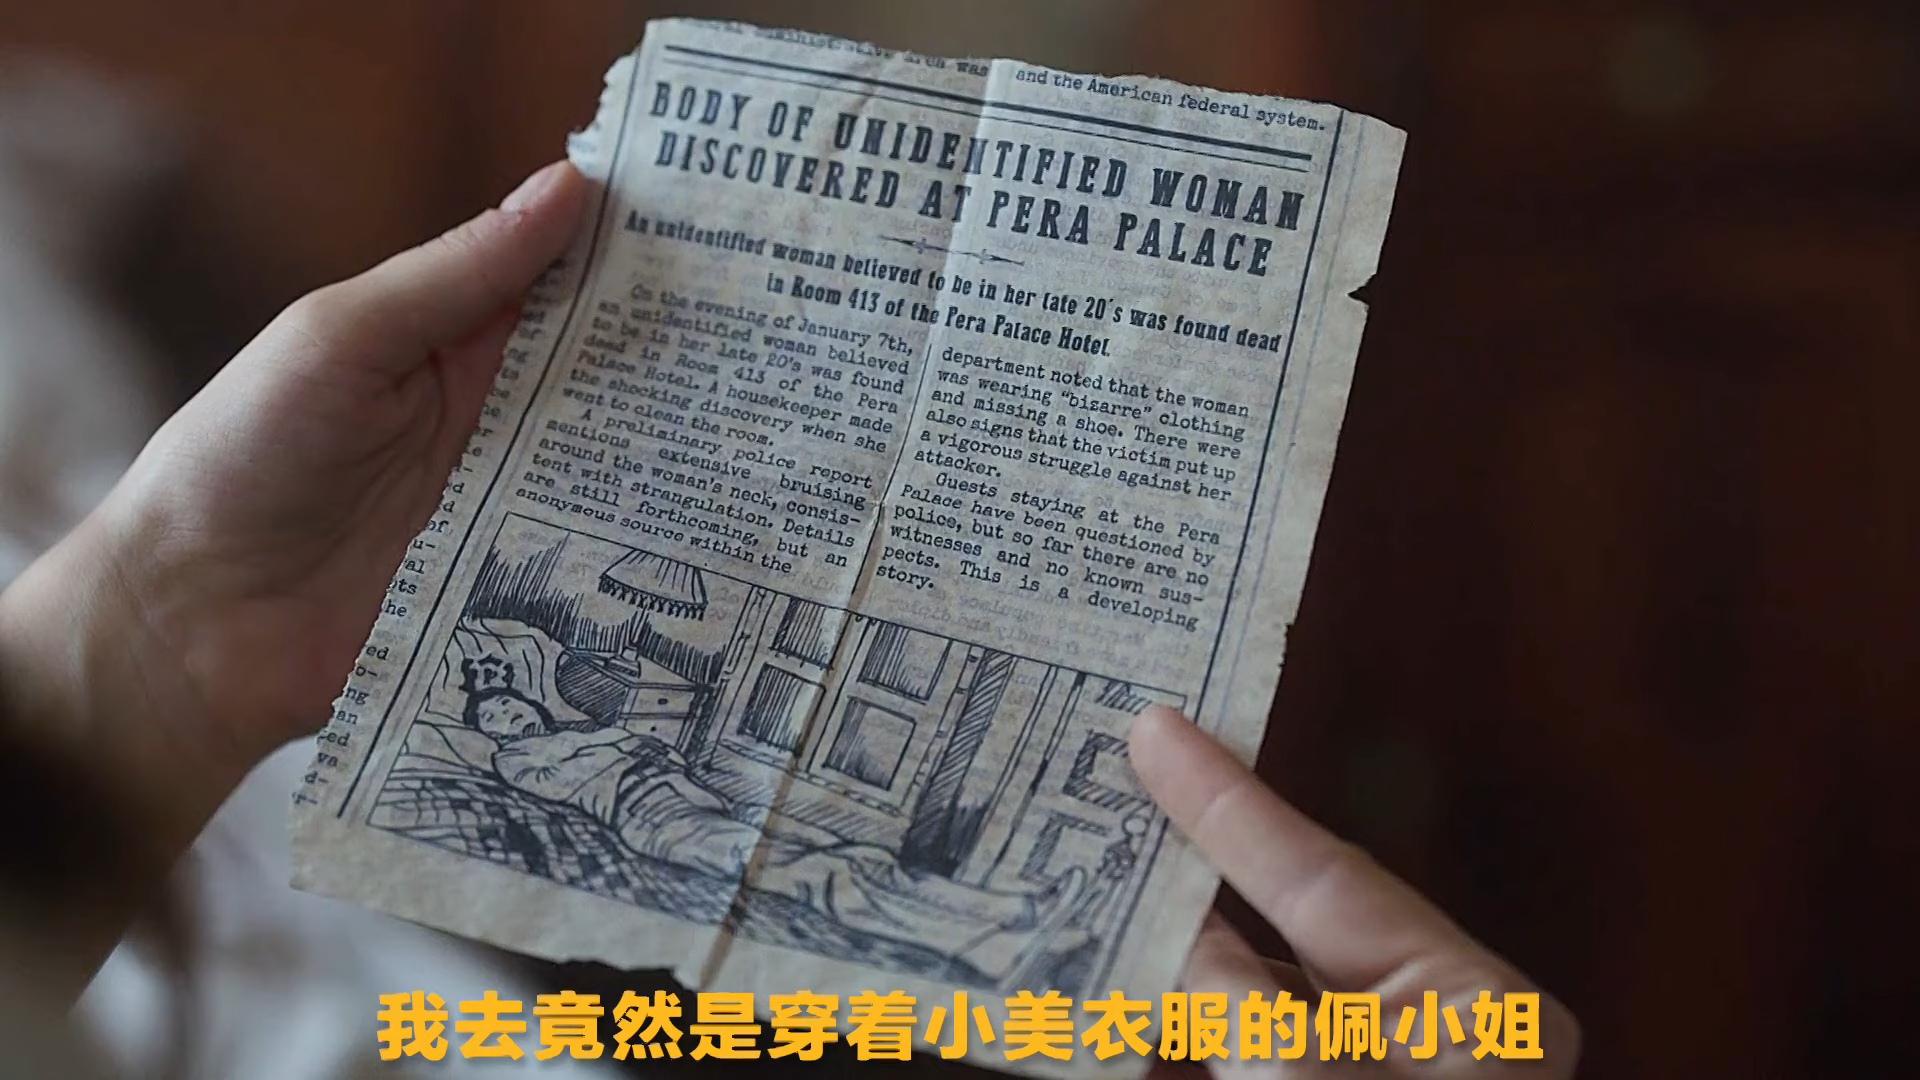 and the American federal system.
BODY OF UNIDENTIFIED WOMAN
DISCOVERED AT PERA PALACE
An unidentified woman believed to be in her late 20's was found dead
in Room 413 of the Pera Palace Hotel.
On the evening of January 7th,
an unidentified woman believed
to be in her late 20's was found
dead in Room 413 of the Pera
Palace Hotel. A housekeeper made
the shocking discovery when she
went to clean the room.
A preliminary police report
mentions extensive bruising
around the woman's neck, consis-
tent with strangulation. Details
are still forthcoming, but an
anonymous source within the
department noted that the woman
was wearing "bizarre" clothing
and missing a shoe. There were
also signs that the victim put up
a vigorous struggle against her
attacker.
Guests staying at the Pera
Palace have been questioned by
police, but so far there are no
witnesses and no known sus-
pects. This is a developing
story.
我去竟然是穿着小美衣服的佩小姐